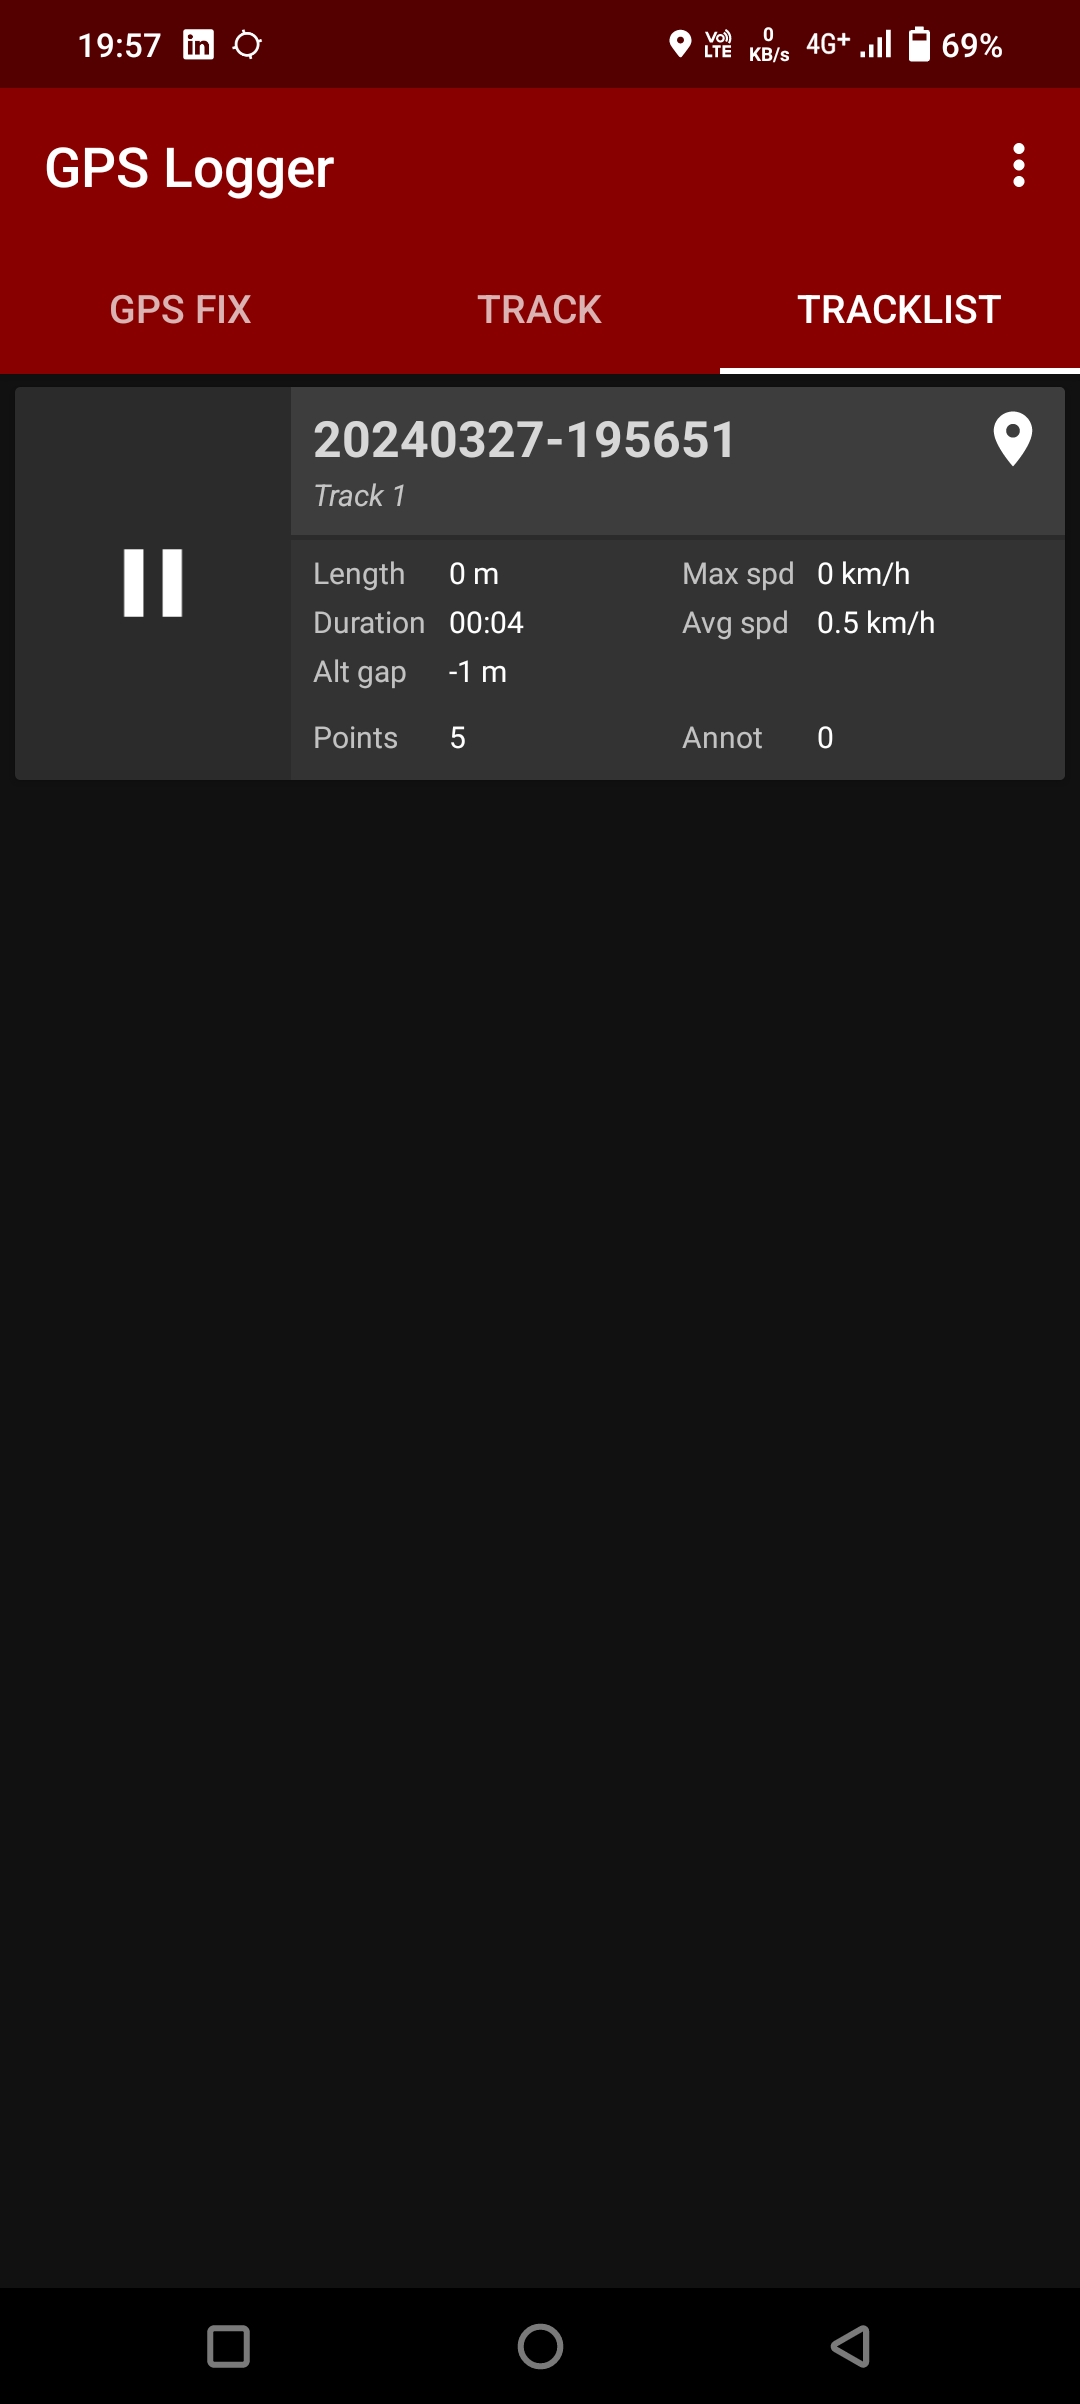 19:57 in Vo) LTE 0 KB/s 4G+ 69%
GPS Logger
GPS FIX TRACK TRACKLIST
20240327-195651
Track 1
Length 0 m Max spd 0 km/h
Duration 00:04 Avg spd 0.5 km/h
Alt gap -1 m
Points 5 Annot 0